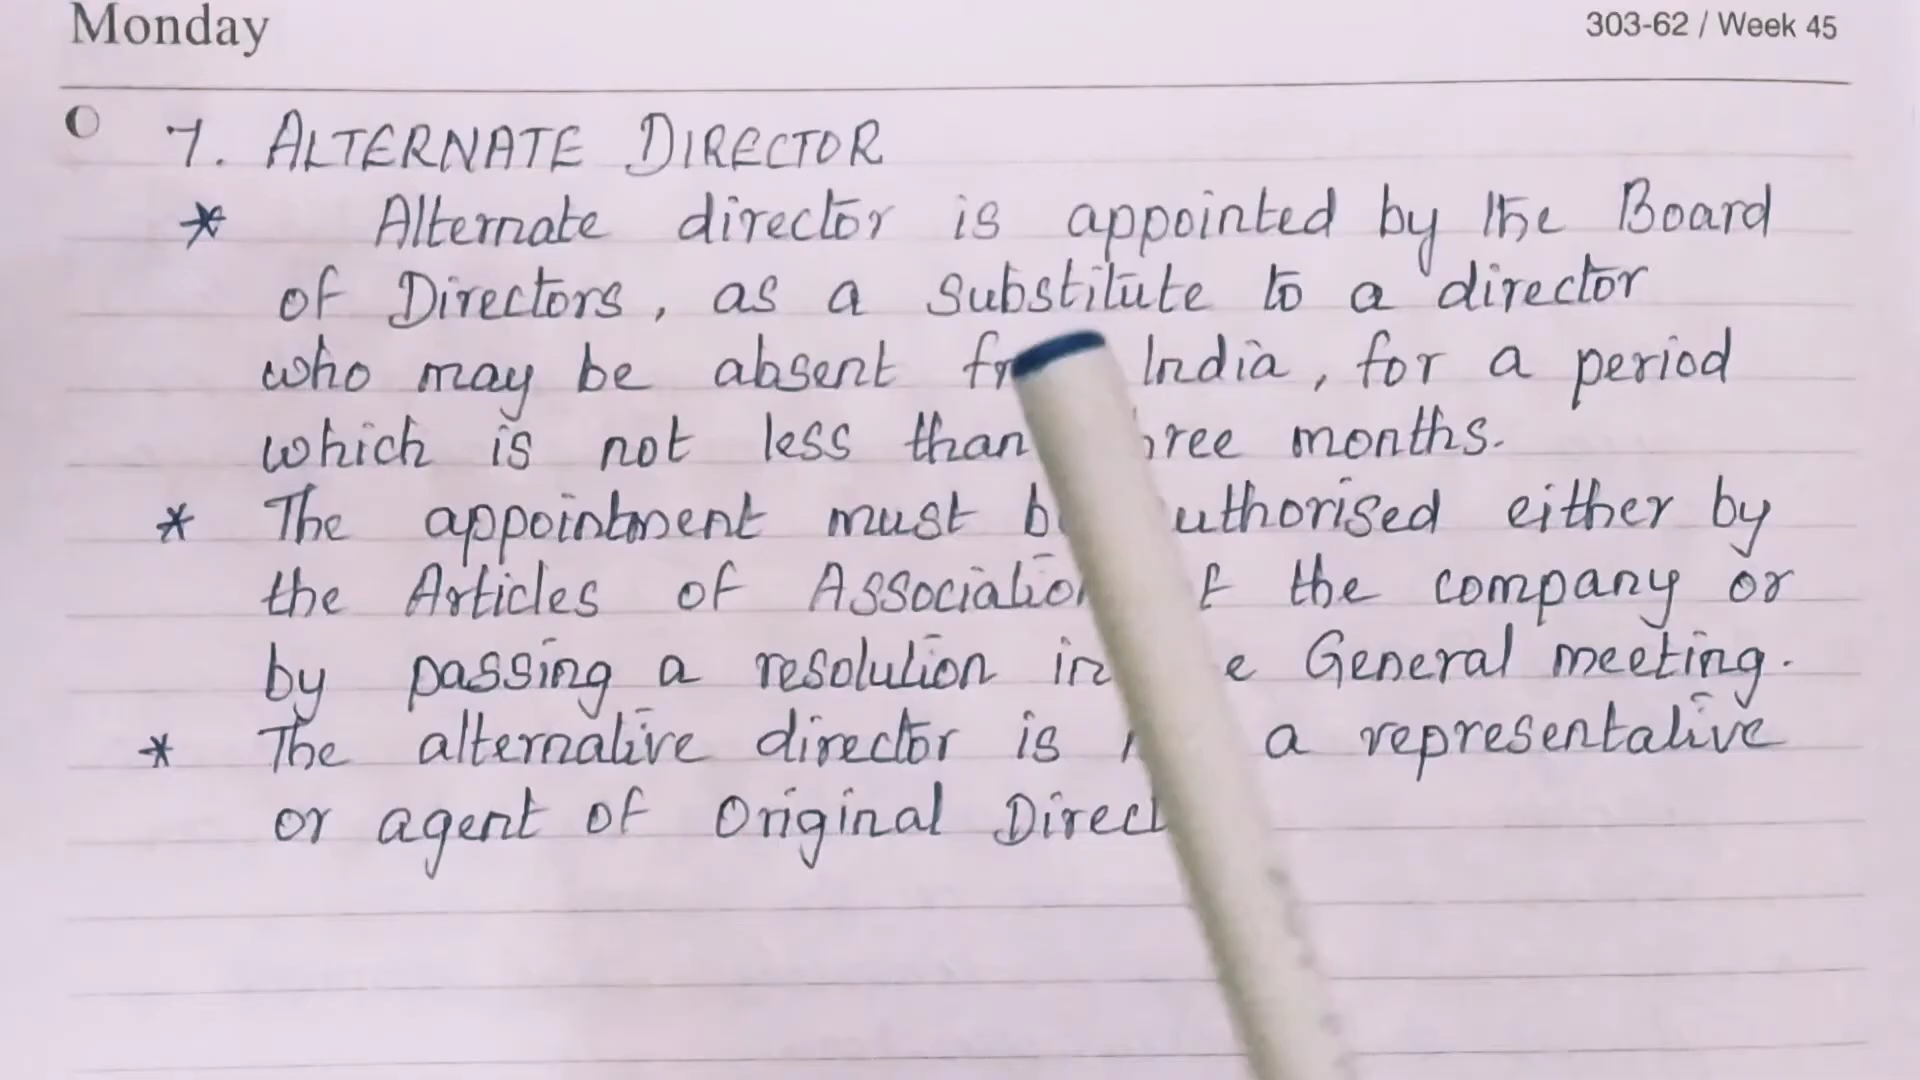 Monday
303-62 / Week 45
7. ALTERNATE DIRECTOR
* Alternate director is appointed by the Board
of Directors, as a substitute to a director
who may be absent India, for a period
which is not less than months.
* The appointment must either by
the Articles of Association the company or
by passing a resolution in General meeting.
* The alternative director is a representative
or agent of Original